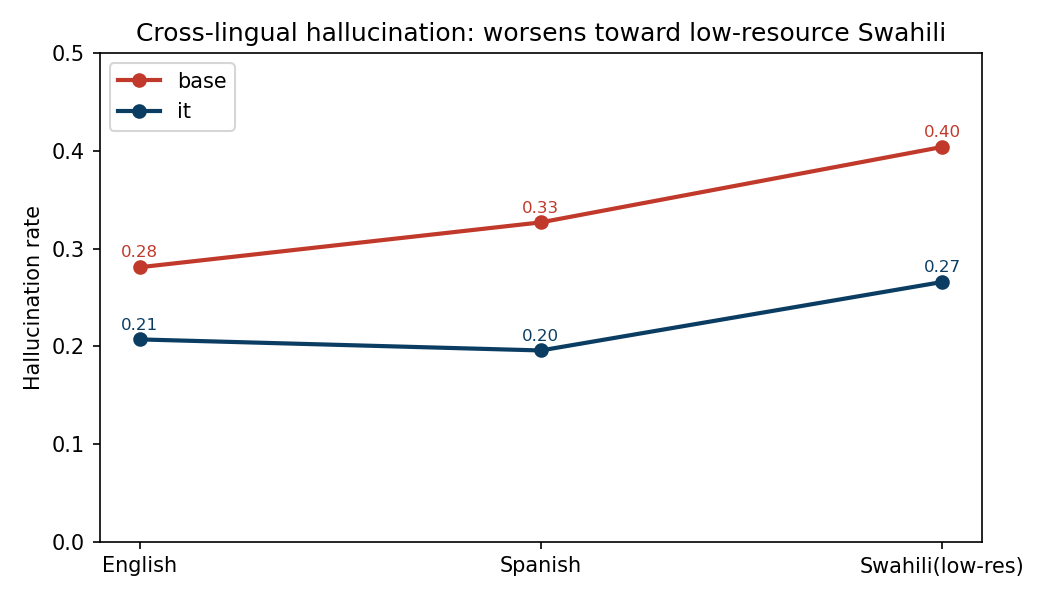 Cross-lingual hallucination: worsens toward low-resource Swahili
0.5
base
it
0.40
0.4
0.33
0.3
0.28
0.27
0.21
0.20
0.2
0.1
0.0
Hallucination rate
English
Spanish
Swahili(low-res)